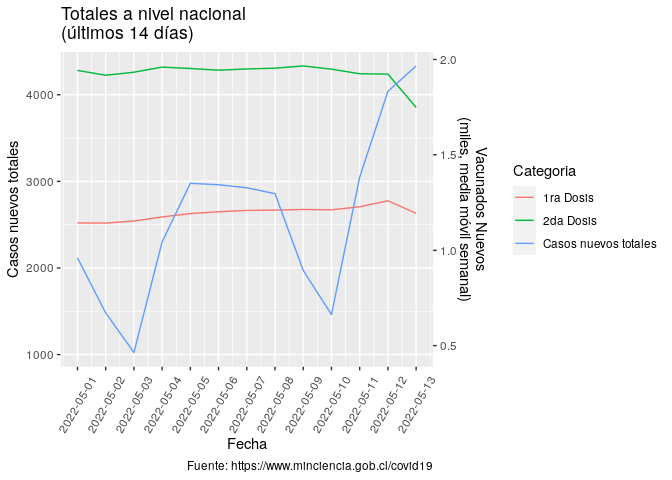 Totales a nivel nacional
(últimos 14 días)
Casos nuevos totales
4000
3000
2000
1000
2.0
1.5
1.0
0.5
Vacunados Nuevos
(miles, media móvil semanal)
2022-05-01
2022-05-02
2022-05-03
2022-05-04
2022-05-05
2022-05-06
2022-05-07
2022-05-08
2022-05-09
2022-05-10
2022-05-11
2022-05-12
2022-05-13
Fecha
Categoria
1ra Dosis
2da Dosis
Casos nuevos totales
Fuente: https://www.minciencia.gob.cl/covid19